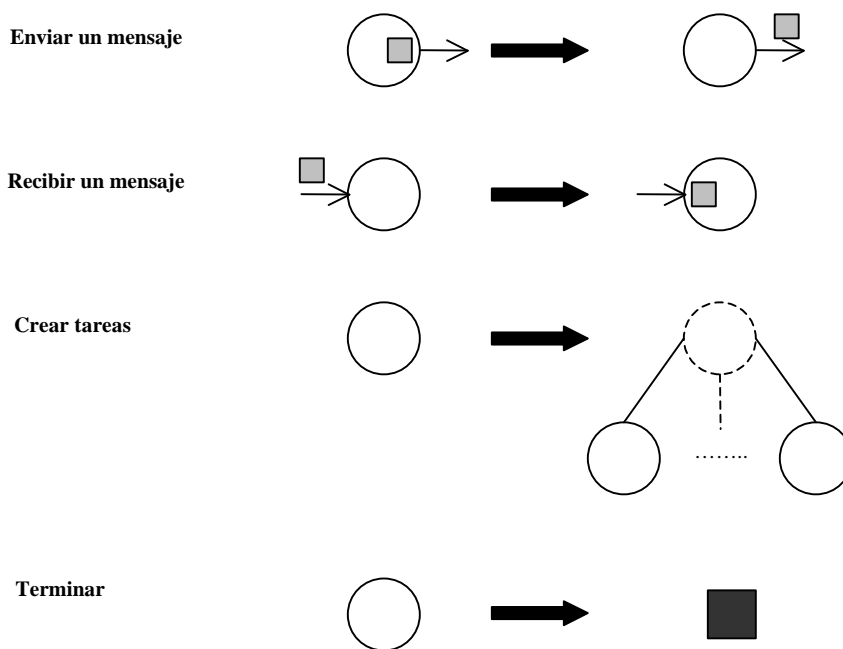 Enviar un mensaje
Recibir un mensaje
Crear tareas
Terminar